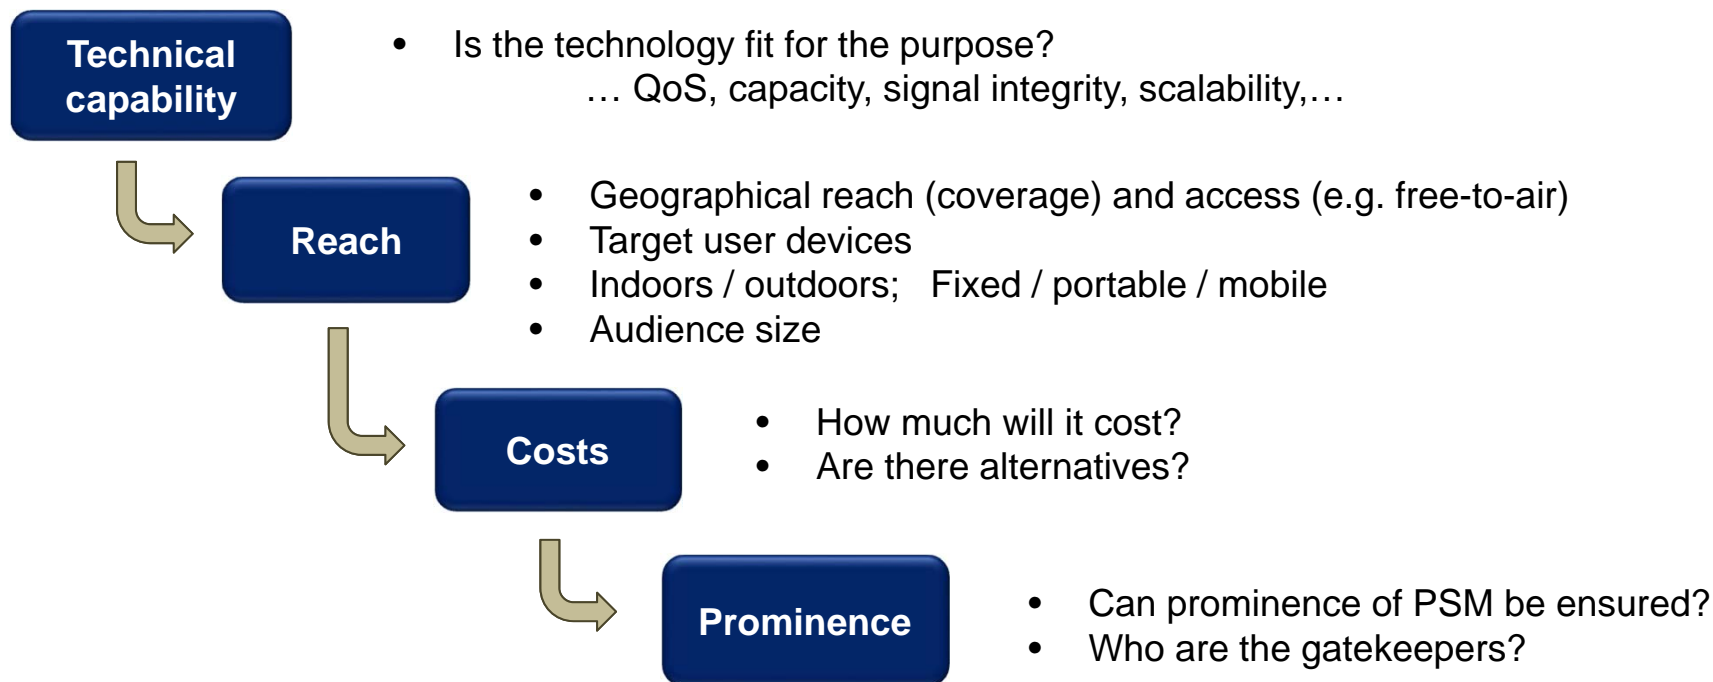 Technical
capability
• Is the technology fit for the purpose?
… QoS, capacity, signal integrity, scalability,…
Reach
• Geographical reach (coverage) and access (e.g. free-to-air)
• Target user devices
• Indoors / outdoors; Fixed / portable / mobile
• Audience size
Costs
• How much will it cost?
• Are there alternatives?
Prominence
• Can prominence of PSM be ensured?
• Who are the gatekeepers?